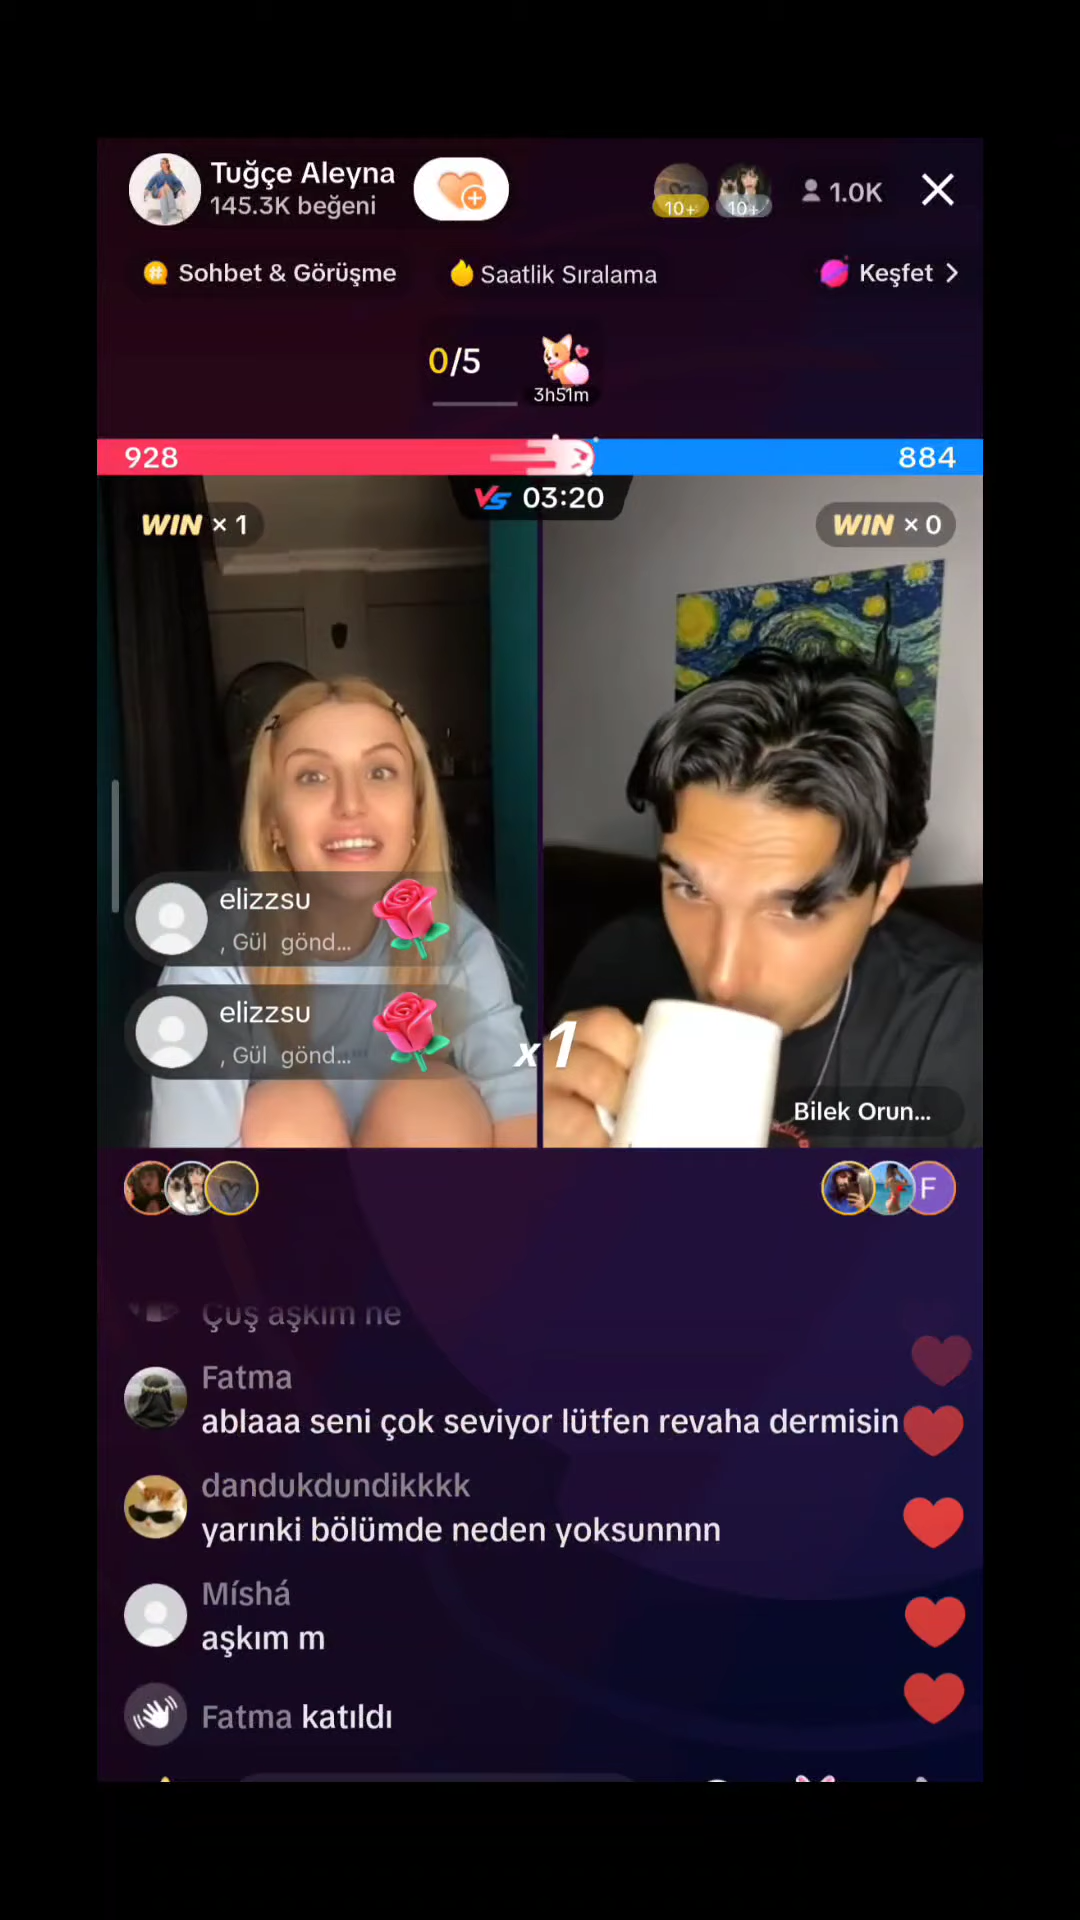 Tuğçe Aleyna
145.3K beğeni
10+
10+
1.0K
Sohbet & Görüşme
Saatlik Sıralama
Keşfet >
0/5
3h51m
928
884
VS 03:20
WIN × 1
WIN × 0
elizzsu
, Gül gönd...
elizzsu
, Gül gönd...
x1
Bilek Orun...
F
Çuş aşkım ne
Fatma
ablaaa seni çok seviyor lütfen revaha dermisin
dandukdundikkkk
yarınki bölümde neden yoksunnnn
Míshá
aşkım m
Fatma katıldı